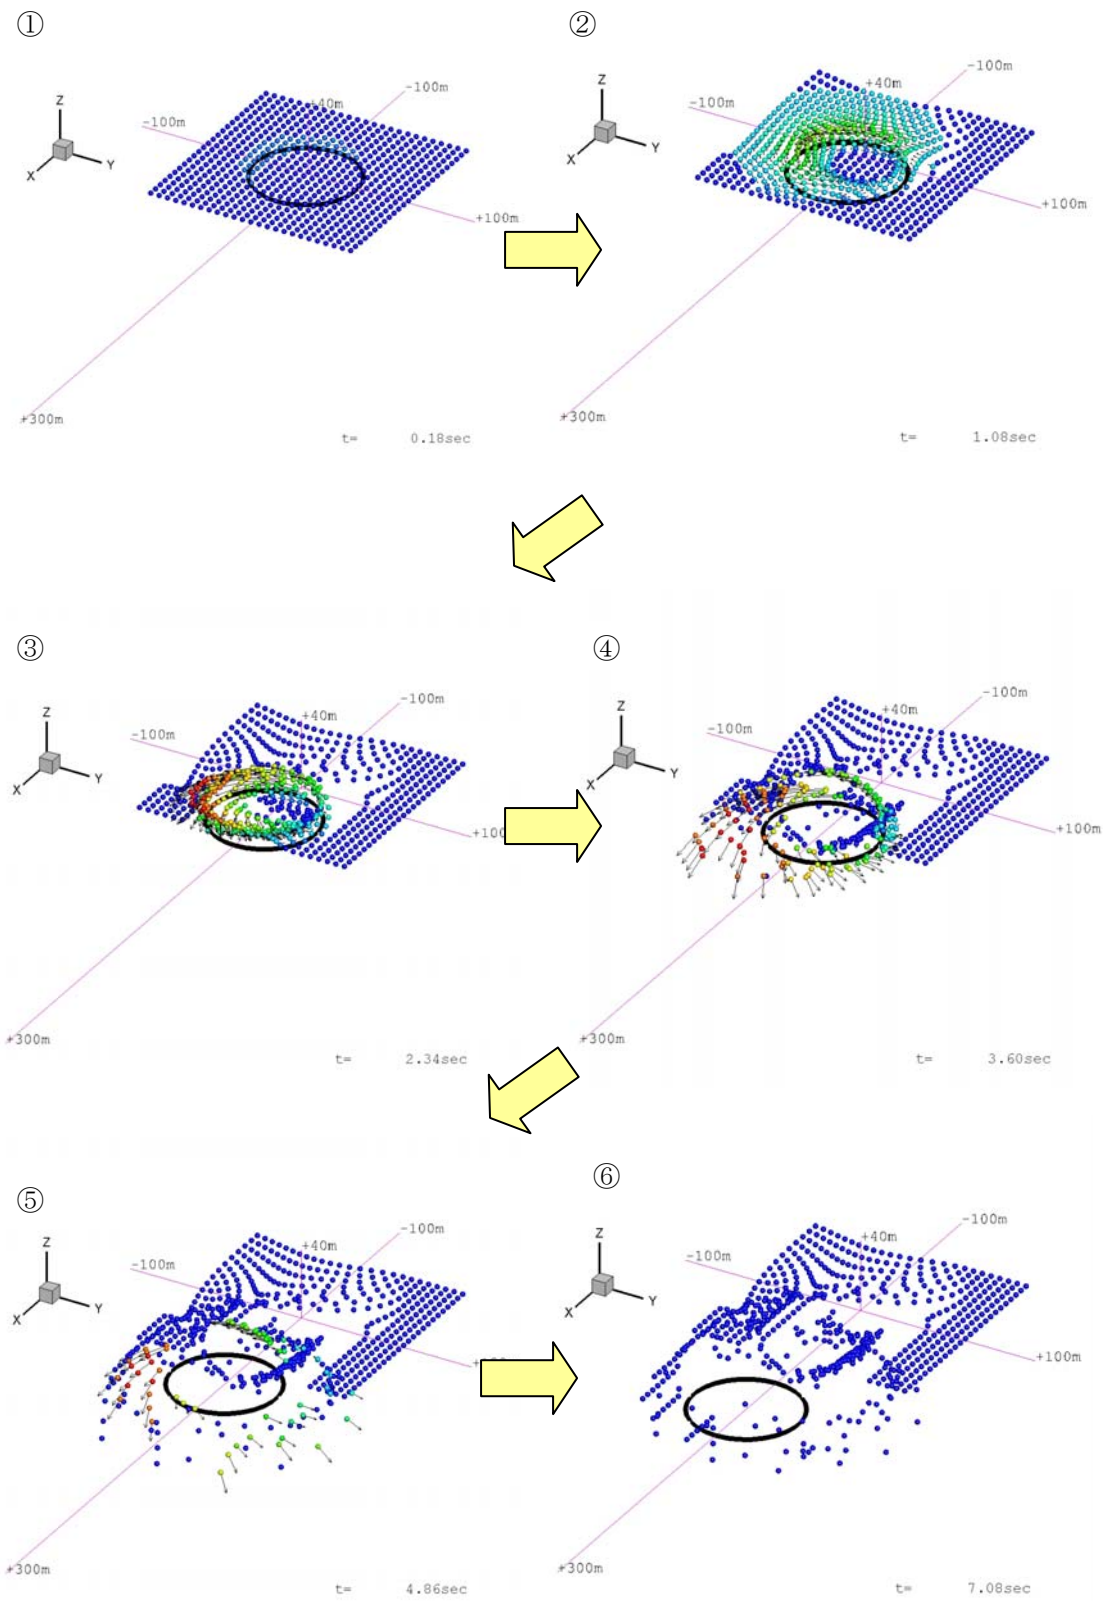 ① ②
-100m
+40m
-100m
Z
Y
X
+100m
+300m
t= 0.18sec
-100m
+40m
-100m
Z
Y
X
+100m
+300m
t= 1.08sec
③ ④
-100m
+40m
-100m
Z
Y
X
+100
+300m
t= 2.34sec
-100m
+40m
-100m
Z
Y
X
+100m
+300m
t= 3.60sec
⑤ ⑥
-100m
+40m
-100m
Z
Y
X
+300m
t= 4.86sec
-100m
+40m
-100m
Z
Y
X
+100m
+300m
t= 7.08sec